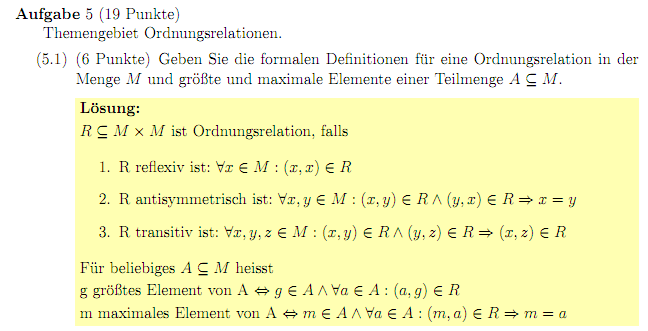 Aufgabe 5 (19 Punkte)
Themengebiet Ordnungsrelationen.
(5.1) (6 Punkte) Geben Sie die formalen Definitionen für eine Ordnungsrelation in der
Menge M und größte und maximale Elemente einer Teilmenge A ⊆ M.
Lösung:
R ⊆ M × M ist Ordnungsrelation, falls
1. R reflexiv ist: ∀x ∈ M : (x, x) ∈ R
2. R antisymmetrisch ist: ∀x, y ∈ M : (x, y) ∈ R ∧ (y, x) ∈ R ⇒ x = y
3. R transitiv ist: ∀x, y, z ∈ M : (x, y) ∈ R ∧ (y, z) ∈ R ⇒ (x, z) ∈ R
Für beliebiges A ⊆ M heisst
g größtes Element von A ⇔ g ∈ A ∧ ∀a ∈ A : (a, g) ∈ R
m maximales Element von A ⇔ m ∈ A ∧ ∀a ∈ A : (m, a) ∈ R ⇒ m = a